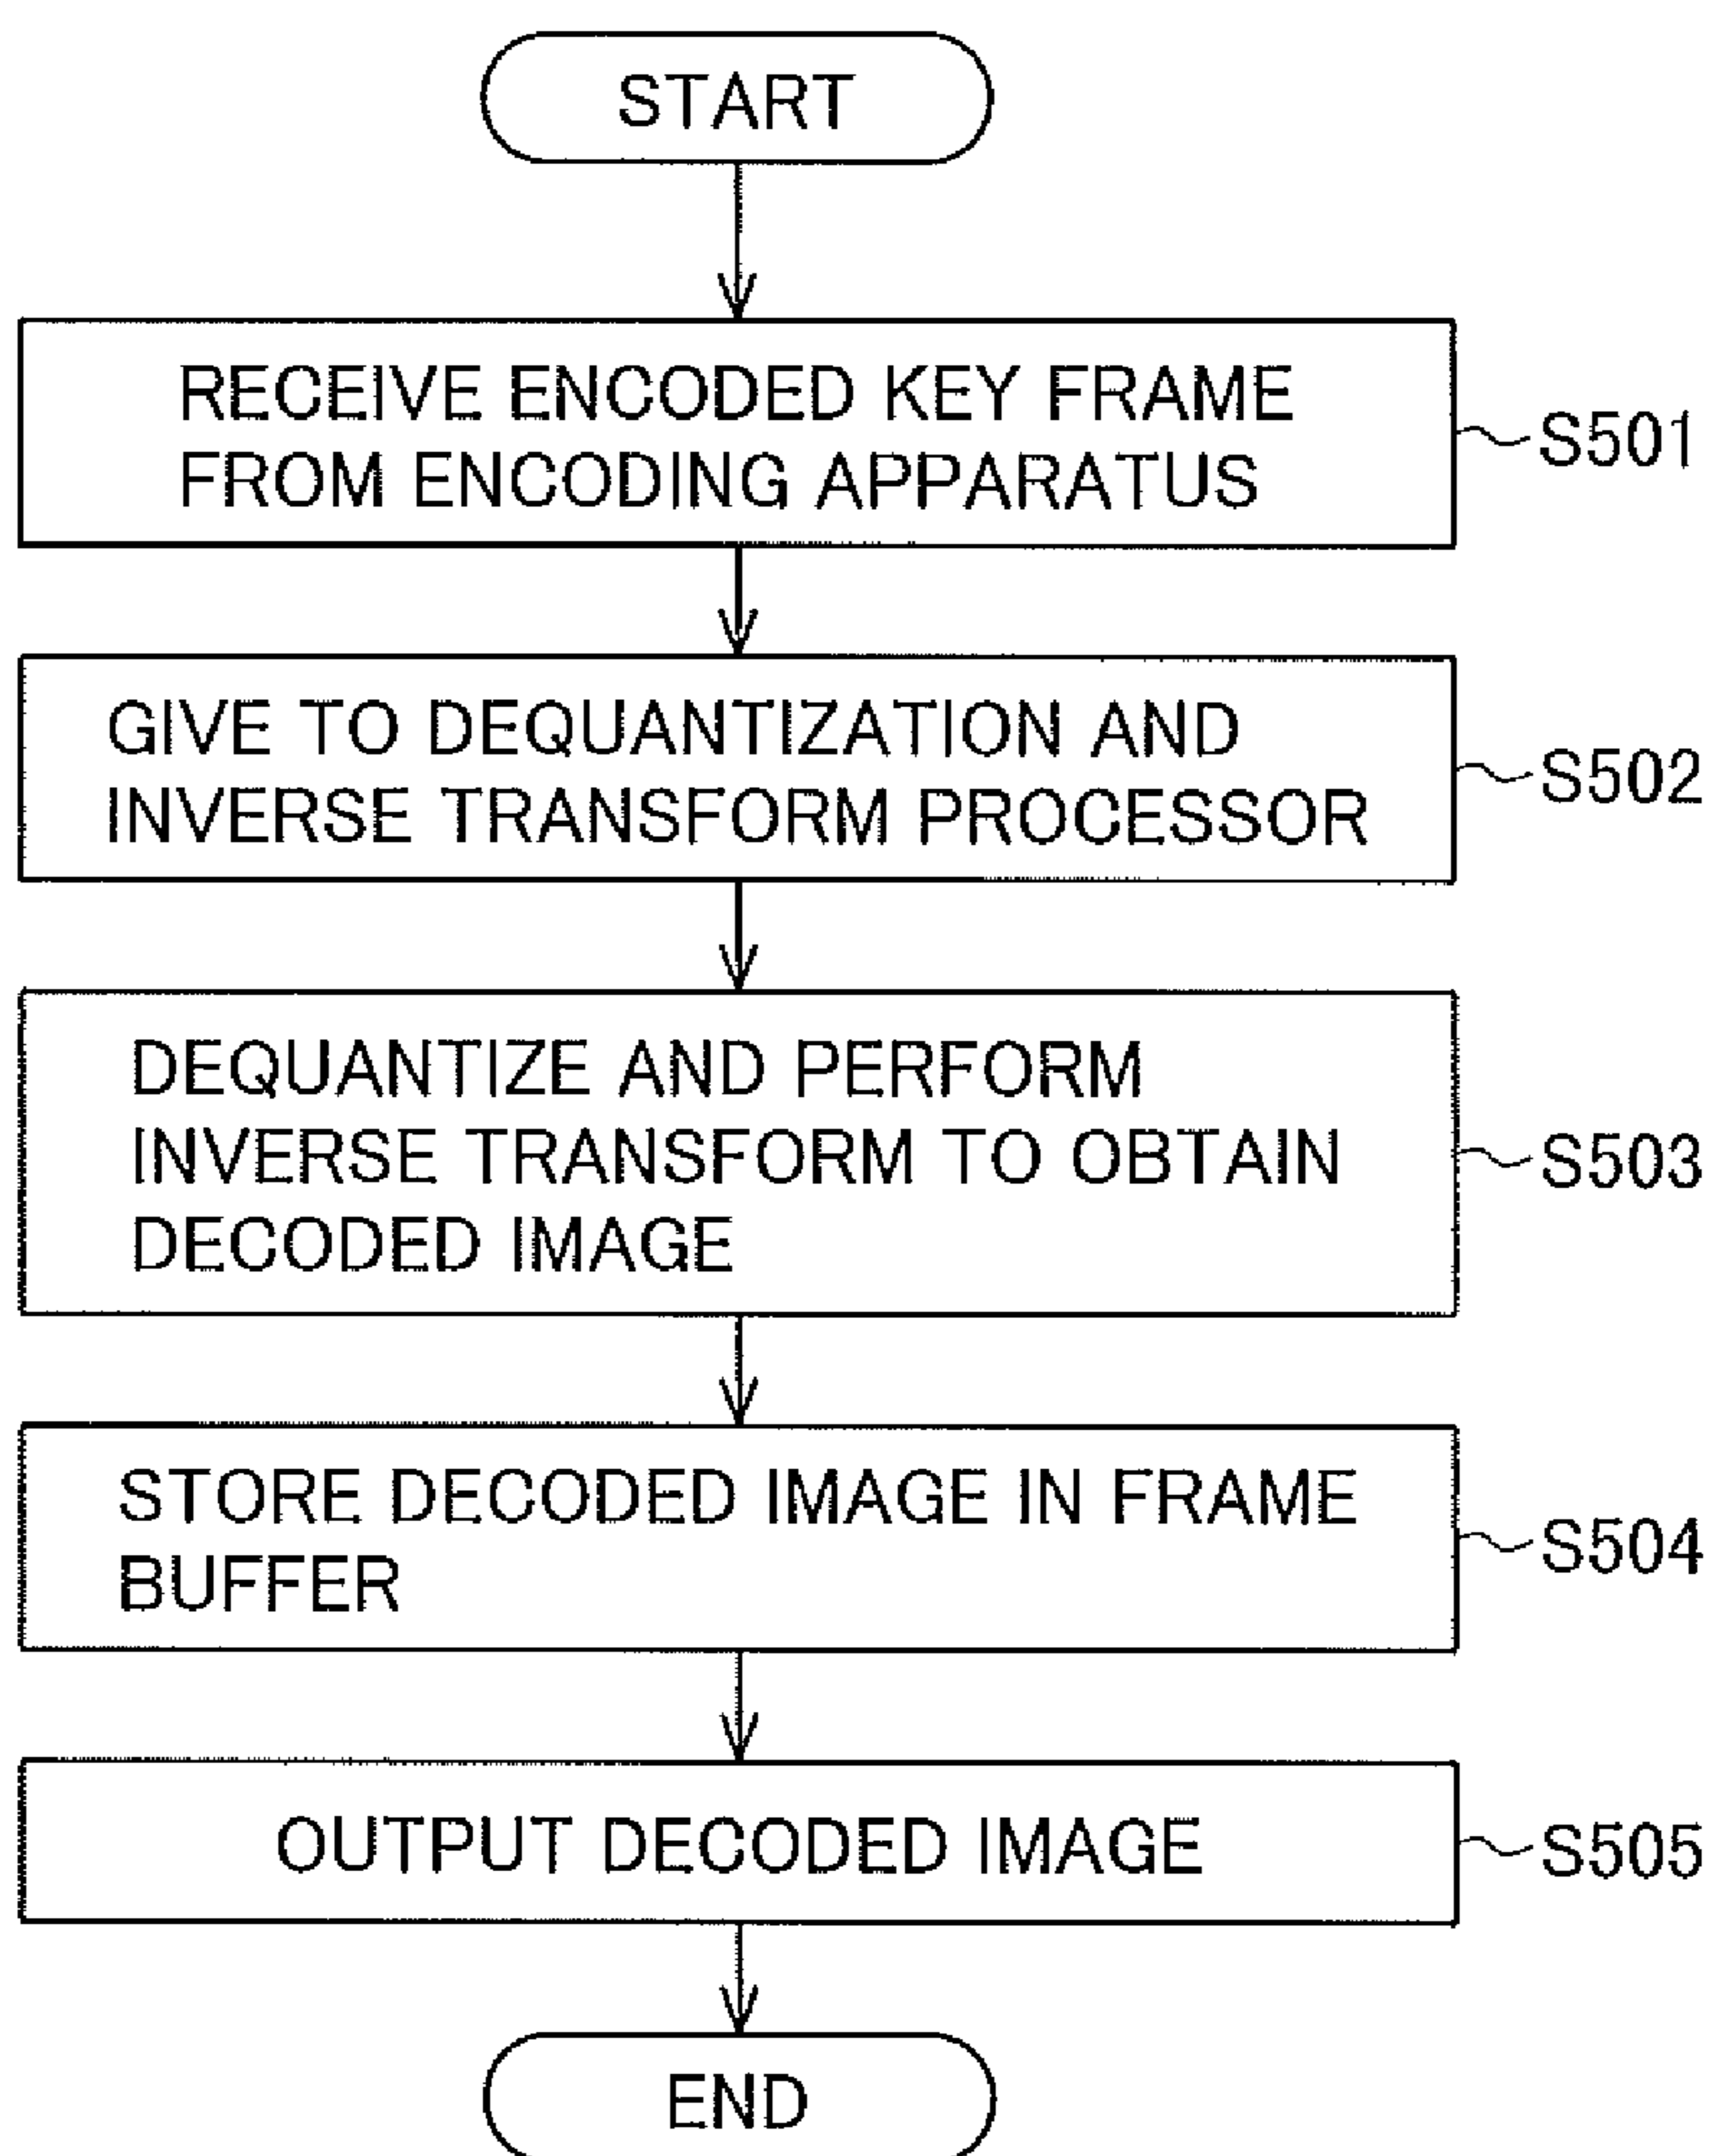 START
RECEIVE ENCODED KEY FRAME
FROM ENCODING APPARATUS
S501
GIVE TO DEQUANTIZATION AND
INVERSE TRANSFORM PROCESSOR
S502
DEQUANTIZE AND PERFORM
INVERSE TRANSFORM TO OBTAIN
DECODED IMAGE
S503
STORE DECODED IMAGE IN FRAME
BUFFER
S504
OUTPUT DECODED IMAGE
S505
END